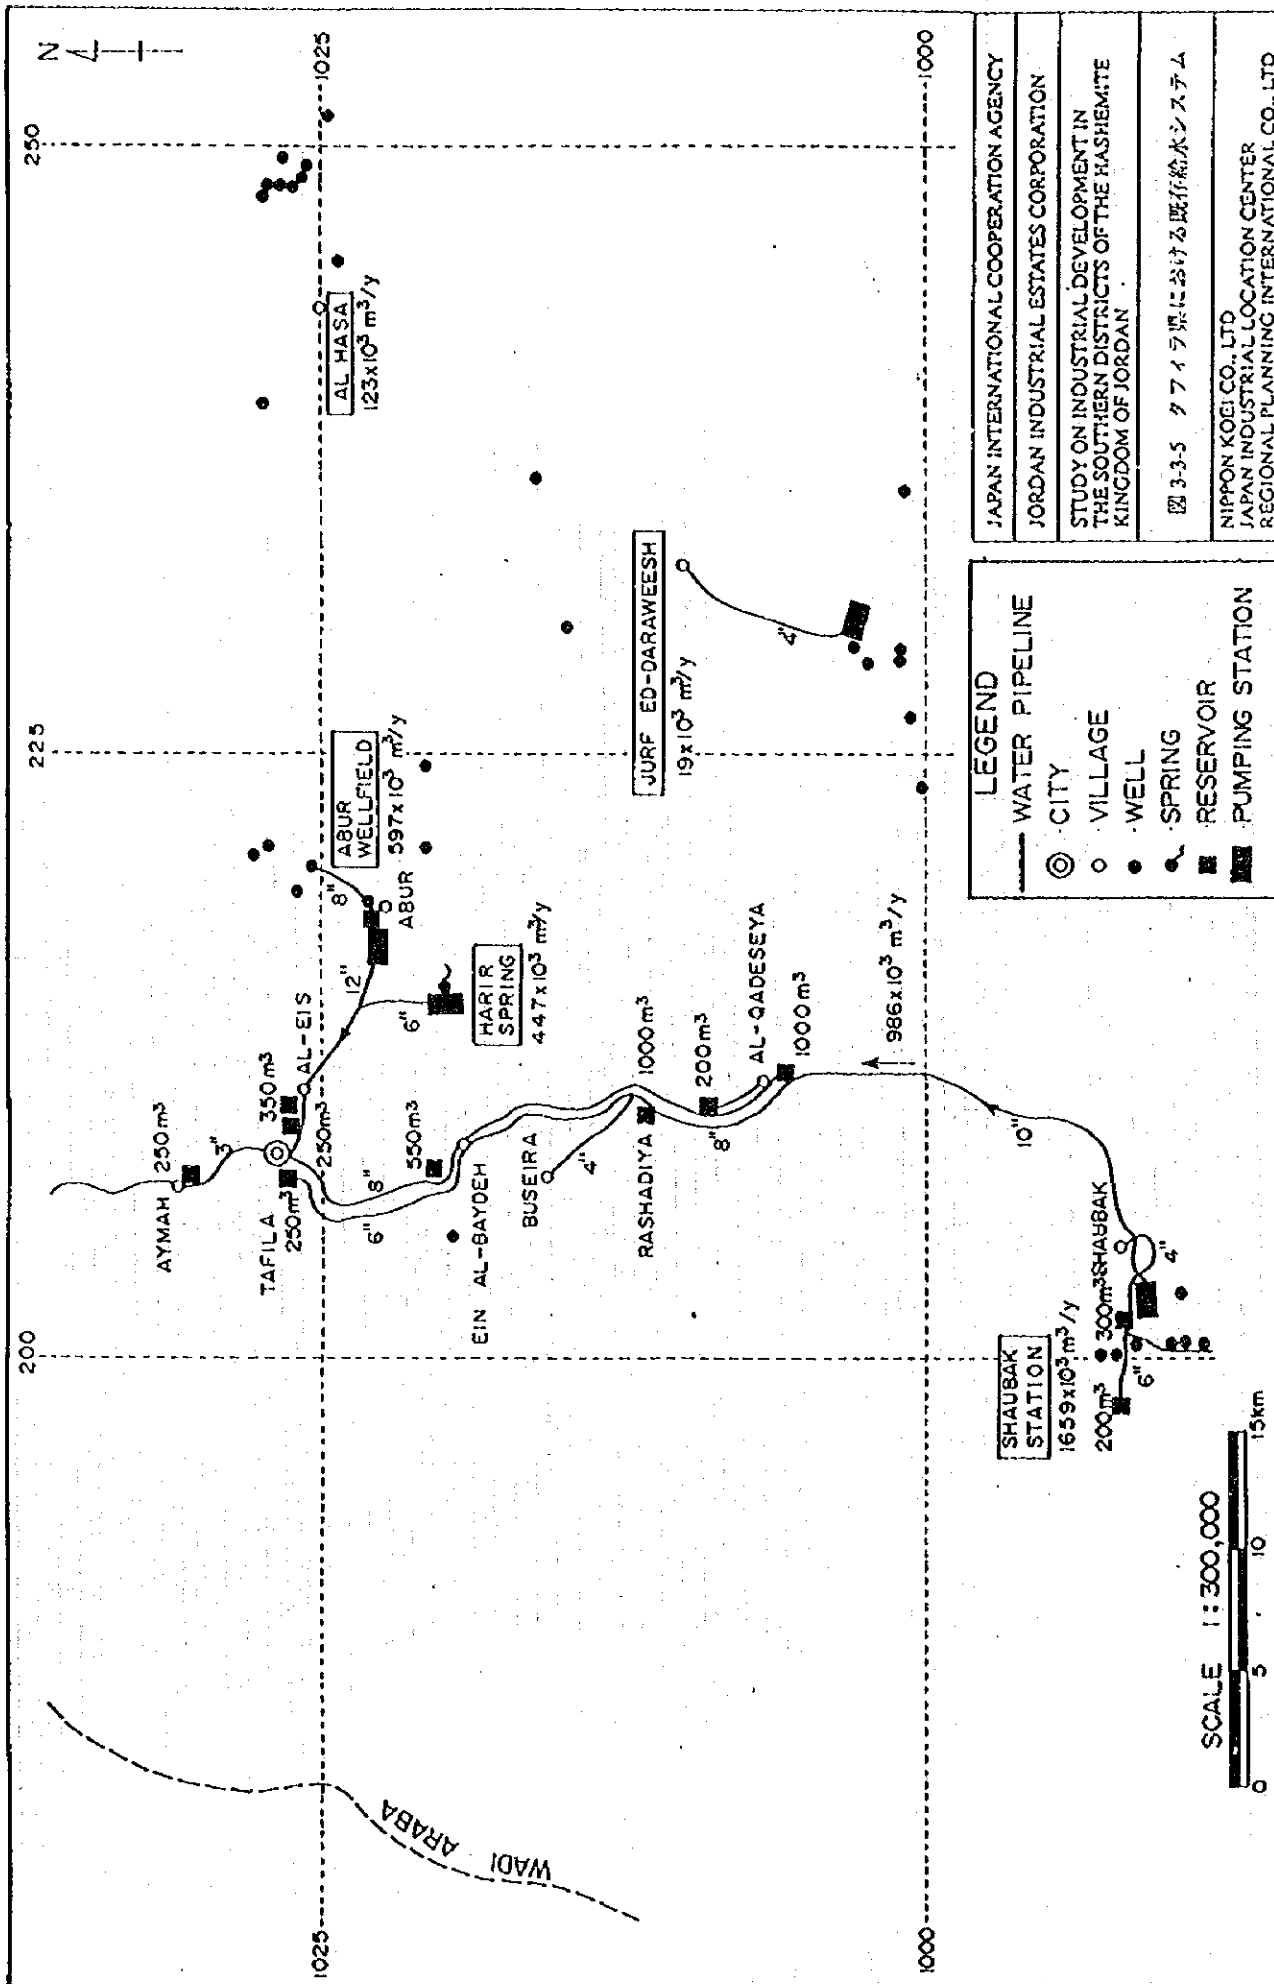 N
250
225
200
1025
1025
1000
1000
AL HASA
123x10³ m³/y
ABUR
WELLFIELD
597x10³ m³/y
8"
ABUR
12"
6"
HARIR
SPRING
447x10³ m³/y
JURF ED-DARAWEESH
19x10³ m³/y
4"
AL-EIS
350m³
250m³
AYMAH
250m³
3"
TAFILA
250m³
8"
6"
550m³
EIN AL-BAYDEH
BUSEIRA
4"
RASHADIYA
1000m³
200m³
8"
AL-QADESEYA
1000m³
986x10³ m³/y
10"
SHAUBAK
4"
300m³
SHAUBAK
STATION
1659x10³ m³/y
200m³
6"
WADI ARABA
SCALE 1:300,000
0 5 10 15km
LEGEND
WATER PIPELINE
CITY
VILLAGE
WELL
SPRING
RESERVOIR
PUMPING STATION
JAPAN INTERNATIONAL COOPERATION AGENCY
JORDAN INDUSTRIAL ESTATES CORPORATION
STUDY ON INDUSTRIAL DEVELOPMENT IN
THE SOUTHERN DISTRICTS OF THE HASHEMITE
KINGDOM OF JORDAN
図 3-3-5 タフィラ県における既存給水システム
NIPPON KOEI CO., LTD
JAPAN INDUSTRIAL LOCATION CENTER
REGIONAL PLANNING INTERNATIONAL CO., LTD